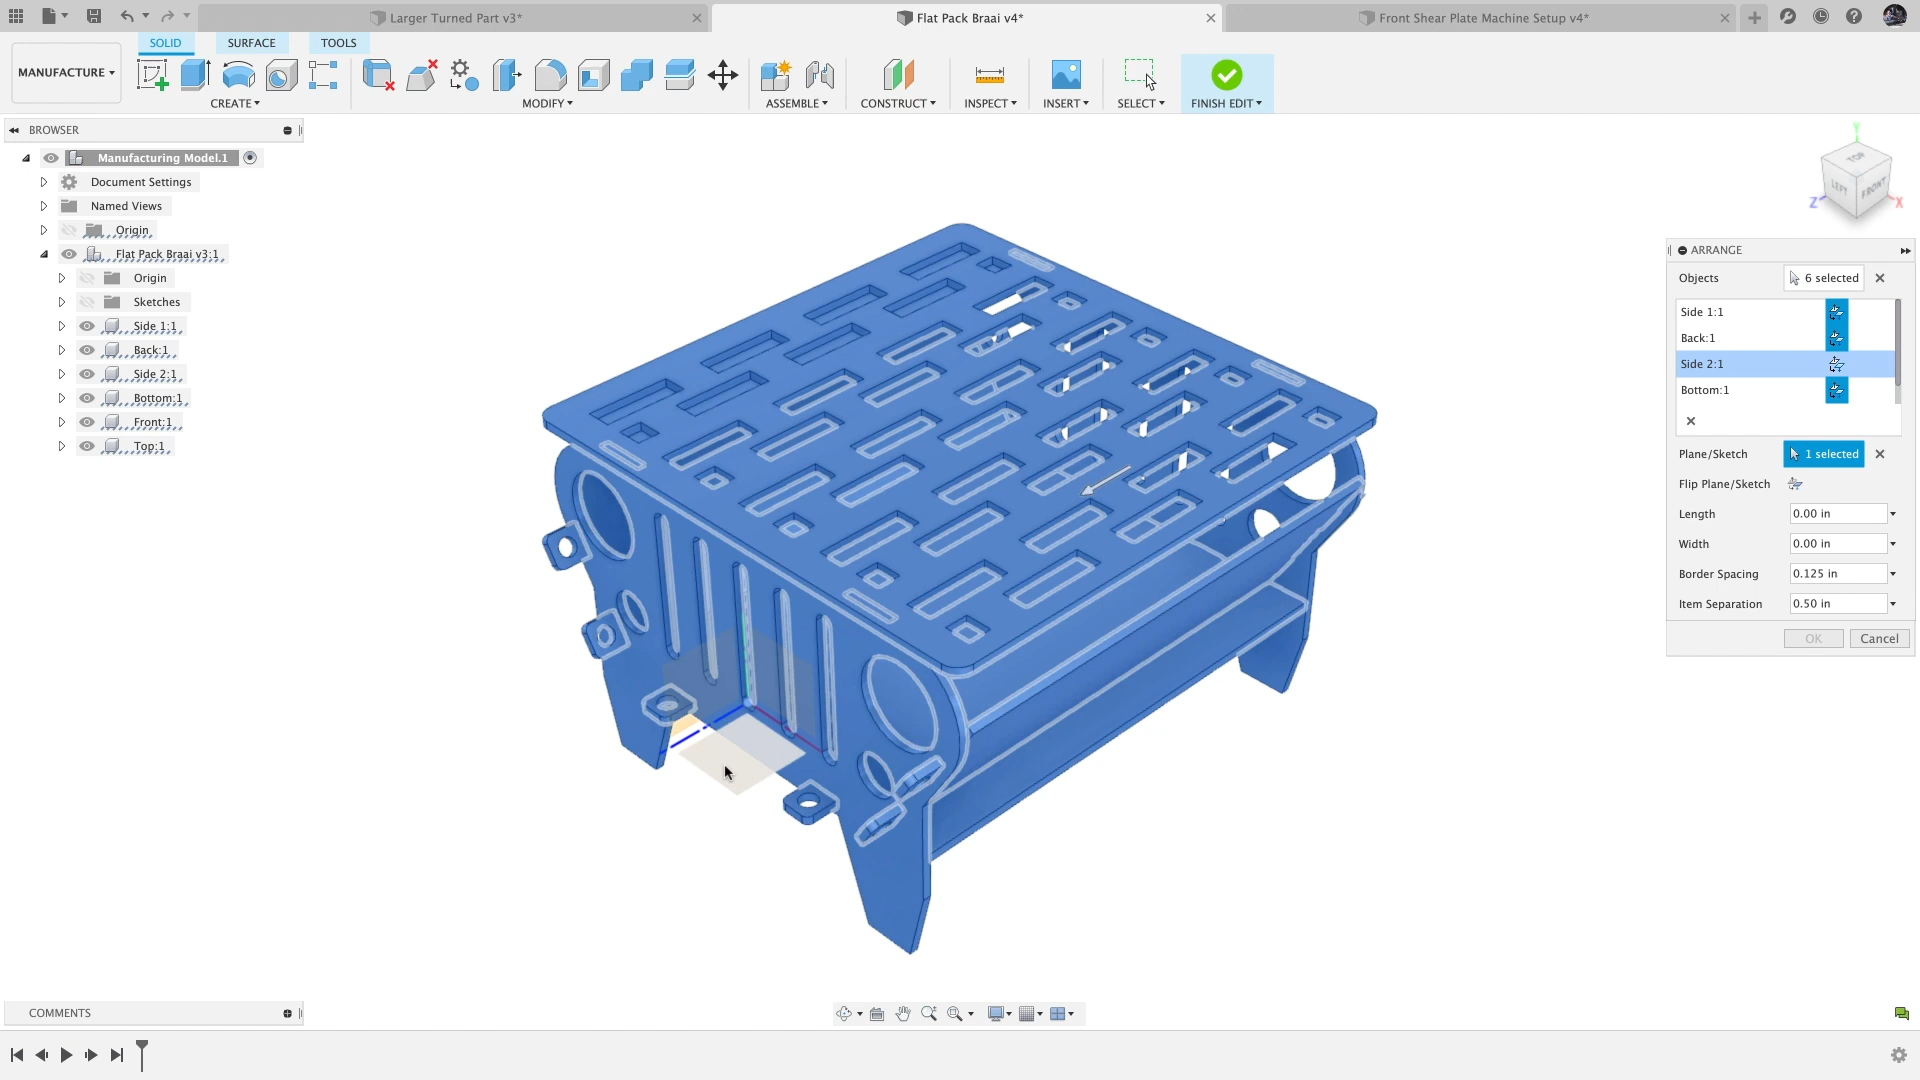 Larger Turned Part v3*
Flat Pack Braai v4*
Front Shear Plate Machine Setup v4*
SOLID
SURFACE
TOOLS
MANUFACTURE
CREATE
MODIFY
ASSEMBLE
CONSTRUCT
INSPECT
INSERT
SELECT
FINISH EDIT
BROWSER
Manufacturing Model.1
Document Settings
Named Views
Origin
Flat Pack Braai v3:1
Origin
Sketches
Side 1:1
Back:1
Side 2:1
Bottom:1
Front:1
Top:1
Y
TOP
LEFT
FRONT
Z
X
ARRANGE
Objects
6 selected
Side 1:1
Back:1
Side 2:1
Bottom:1
Plane/Sketch
1 selected
Flip Plane/Sketch
Length
0.00 in
Width
0.00 in
Border Spacing
0.125 in
Item Separation
0.50 in
OK
Cancel
COMMENTS